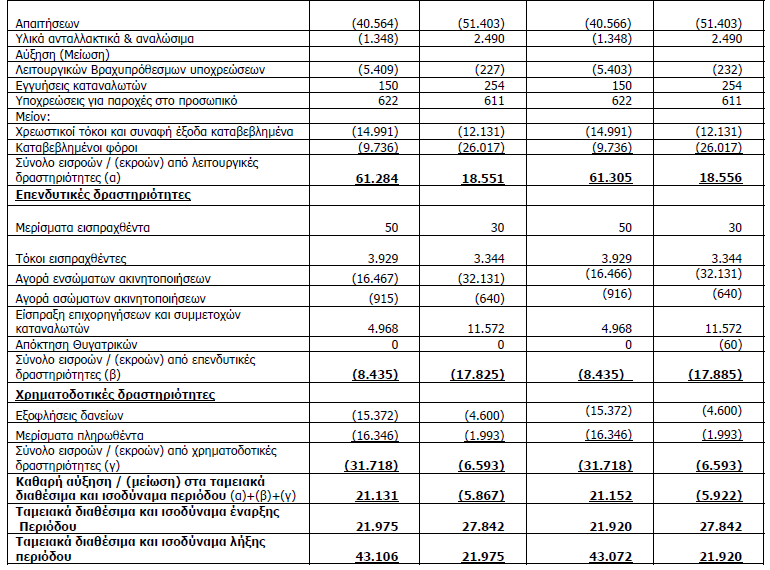 Απαιτήσεων (40.564) (51.403) (40.566) (51.403)
Υλικά ανταλλακτικά & αναλώσιμα (1.348) 2.490 (1.348) 2.490
Αύξηση (Μείωση)
Λειτουργικών Βραχυπρόθεσμων υποχρεώσεων (5.409) (227) (5.403) (232)
Εγγυήσεις καταναλωτών 150 254 150 254
Υποχρεώσεις για παροχές στο προσωπικό 622 611 622 611
Μείον:
Χρεωστικοί τόκοι και συναφή έξοδα καταβεβλημένα (14.991) (12.131) (14.991) (12.131)
Καταβεβλημένοι φόροι (9.736) (26.017) (9.736) (26.017)
Σύνολο εισροών / (εκροών) από λειτουργικές
δραστηριότητες (α) 61.284 18.551 61.305 18.556
Επενδυτικές δραστηριότητες
Μερίσματα εισπραχθέντα 50 30 50 30
Τόκοι εισπραχθέντες 3.929 3.344 3.929 3.344
Αγορά ενσώματων ακινητοποιήσεων (16.467) (32.131) (16.466) (32.131)
Αγορά ασώματων ακινητοποιήσεων (915) (640) (916) (640)
Είσπραξη επιχορηγήσεων και συμμετοχών
καταναλωτών 4.968 11.572 4.968 11.572
Απόκτηση Θυγατρικών 0 0 0 (60)
Σύνολο εισροών / (εκροών) από επενδυτικές
δραστηριότητες (β) (8.435) (17.825) (8.435) (17.885)
Χρηματοδοτικές δραστηριότητες
Εξοφλήσεις δανείων (15.372) (4.600) (15.372) (4.600)
Μερίσματα πληρωθέντα (16.346) (1.993) (16.346) (1.993)
Σύνολο εισροών / (εκροών) από χρηματοδοτικές
δραστηριότητες (γ) (31.718) (6.593) (31.718) (6.593)
Καθαρή αύξηση / (μείωση) στα ταμειακά
διαθέσιμα και ισοδύναμα περιόδου (α)+(β)+(γ) 21.131 (5.867) 21.152 (5.922)
Ταμειακά διαθέσιμα και ισοδύναμα έναρξης
Περιόδου 21.975 27.842 21.920 27.842
Ταμειακά διαθέσιμα και ισοδύναμα λήξης
περιόδου 43.106 21.975 43.072 21.920